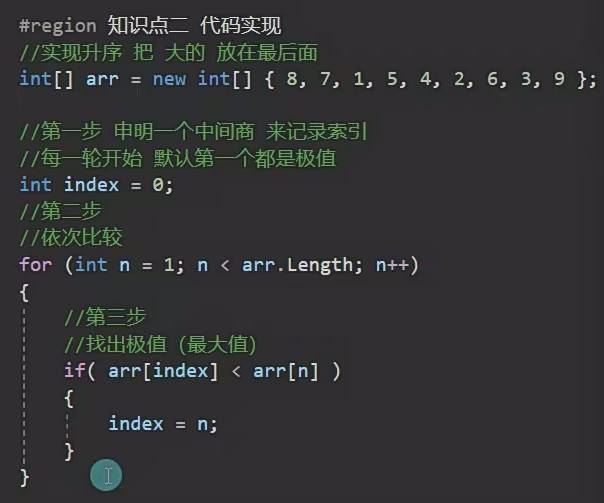 #region 知识点二 代码实现
//实现升序 把 大的 放在最后面
int[] arr = new int[] { 8, 7, 1, 5, 4, 2, 6, 3, 9 };
//第一步 申明一个中间商 来记录索引
//每一轮开始 默认第一个都是极值
int index = 0;
//第二步
//依次比较
for (int n = 1; n < arr.Length; n++)
{
//第三步
//找出极值（最大值）
if( arr[index] < arr[n] )
{
index = n;
}
}